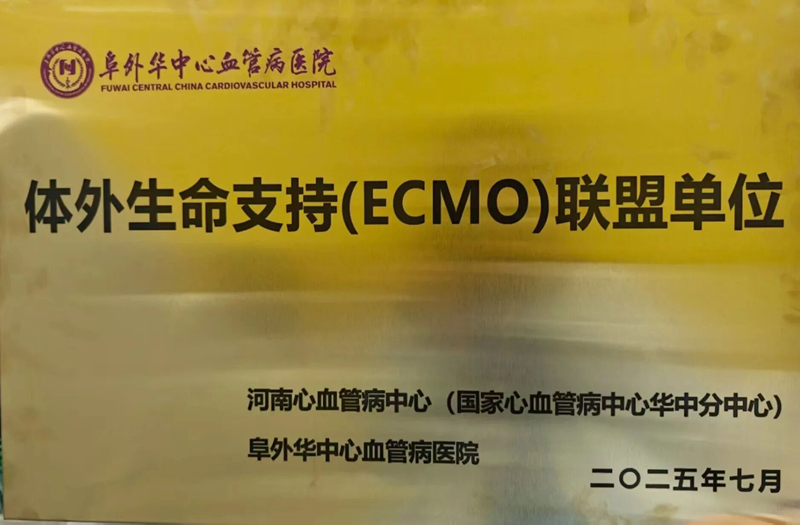 阜外华中心血管病医院
FUWAI CENTRAL CHINA CARDIOVASCULAR HOSPITAL
体外生命支持(ECMO)联盟单位
河南心血管病中心（国家心血管病中心华中分中心）
阜外华中心血管病医院
二〇二五年七月